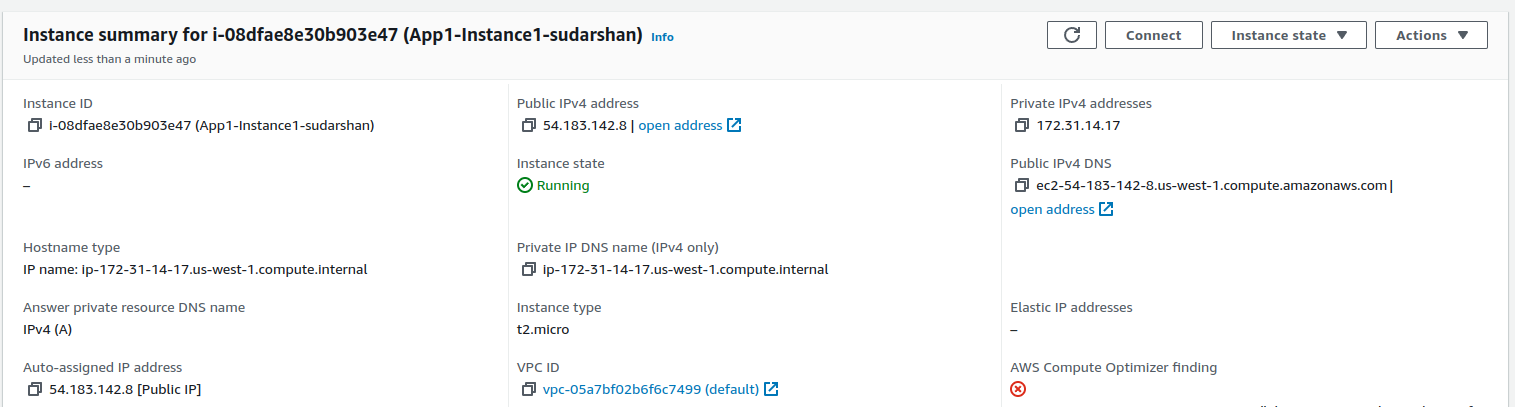 Instance summary for i-08dfae8e30b903e47 (App1-Instance1-sudarshan) Info
Updated less than a minute ago
Connect
Instance state
Actions
Instance ID
i-08dfae8e30b903e47 (App1-Instance1-sudarshan)
Public IPv4 address
54.183.142.8 | open address
Private IPv4 addresses
172.31.14.17
IPv6 address
–
Instance state
Running
Public IPv4 DNS
ec2-54-183-142-8.us-west-1.compute.amazonaws.com |
open address
Hostname type
IP name: ip-172-31-14-17.us-west-1.compute.internal
Private IP DNS name (IPv4 only)
ip-172-31-14-17.us-west-1.compute.internal
Answer private resource DNS name
IPv4 (A)
Instance type
t2.micro
Elastic IP addresses
–
Auto-assigned IP address
54.183.142.8 [Public IP]
VPC ID
vpc-05a7bf02b6f6c7499 (default)
AWS Compute Optimizer finding